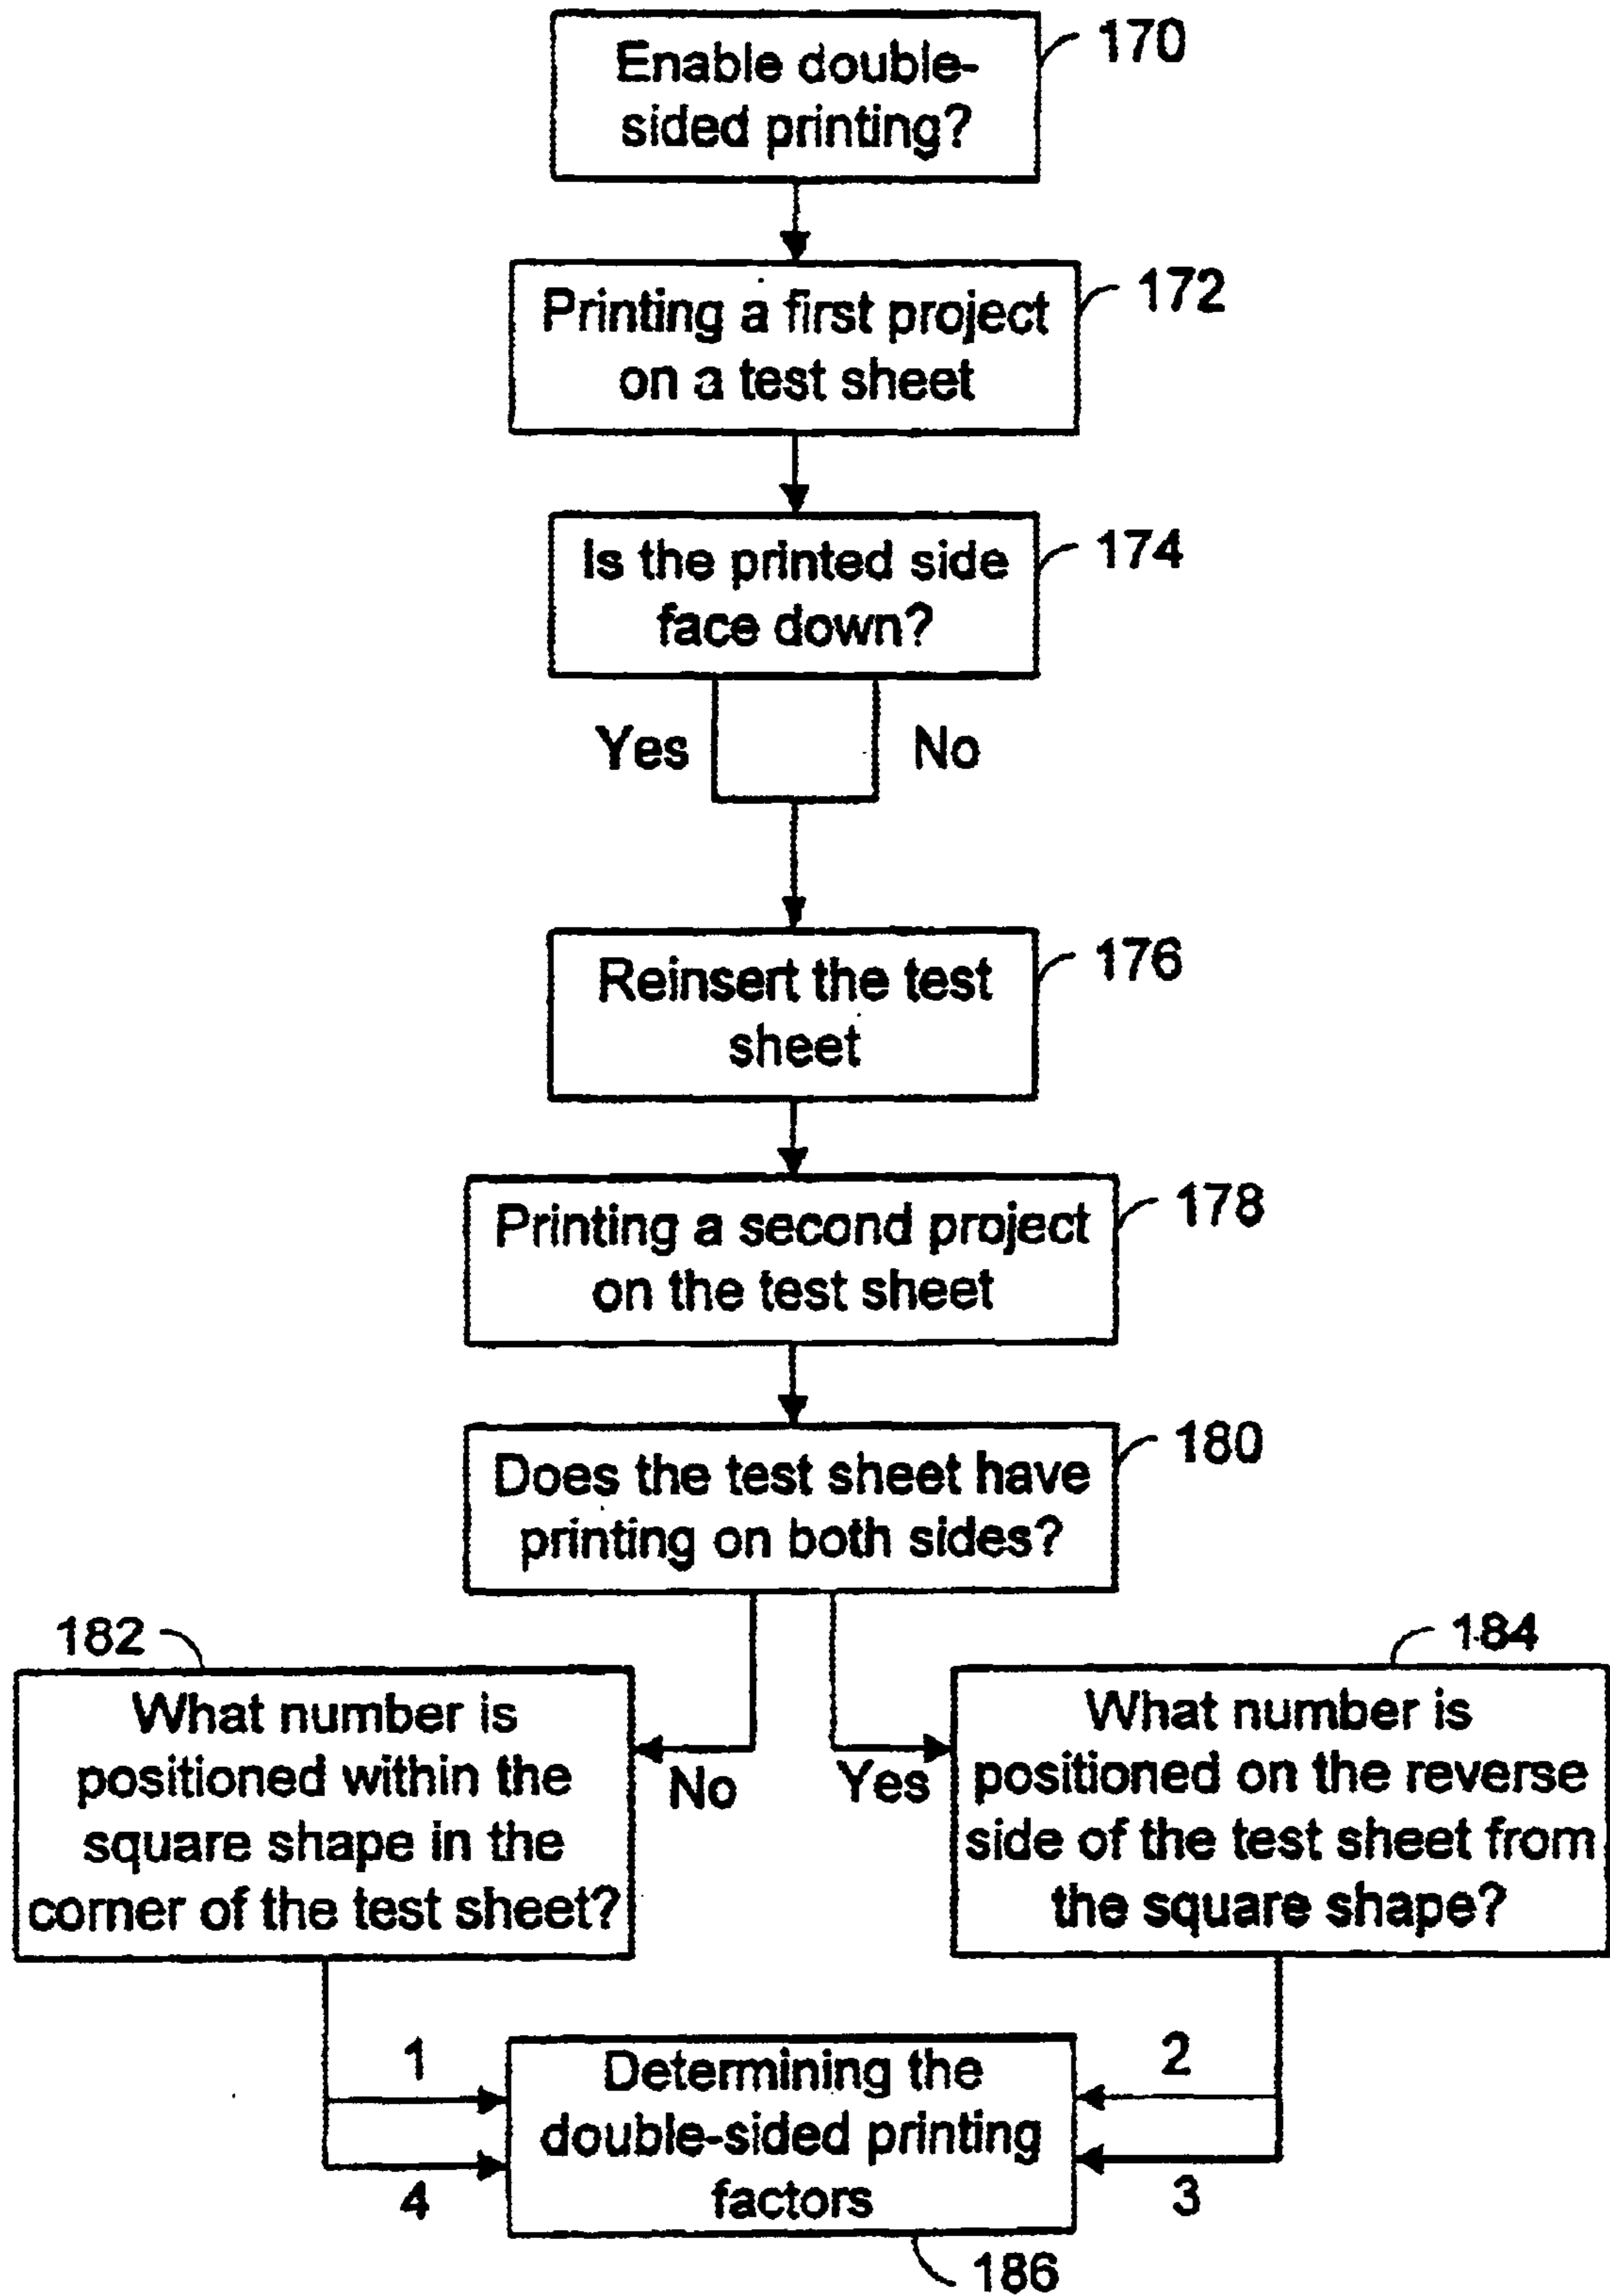 Enable double-
sided printing?
170
Printing a first project
on a test sheet
172
Is the printed side
face down?
174
Yes
No
Reinsert the test
sheet
176
Printing a second project
on the test sheet
178
Does the test sheet have
printing on both sides?
180
182
What number is
positioned within the
square shape in the
corner of the test sheet?
No
Yes
184
What number is
positioned on the reverse
side of the test sheet from
the square shape?
1
4
Determining the
double-sided printing
factors
2
3
186